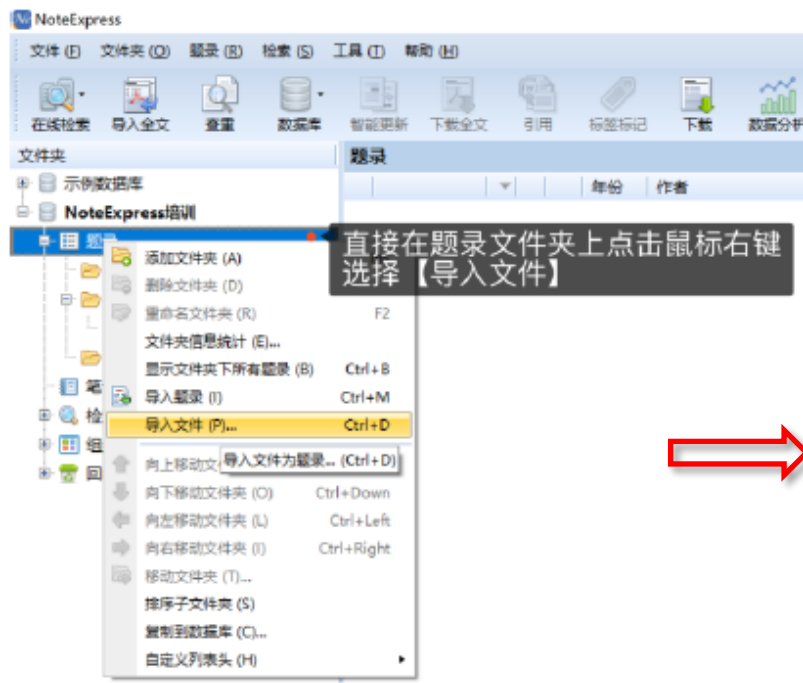 NoteExpress
文件(F) 文件夹(O) 题录(R) 检索(S) 工具(T) 帮助(H)
在线检索 导入全文 查重 数据库 智能更新 下载全文 引用 标签标记 下载 数据分析
文件夹
题录
示例数据库
年份 作者
NoteExpress培训
题录
直接在题录文件夹上点击鼠标右键
选择【导入文件】
添加文件夹 (A)
删除文件夹 (D)
重命名文件夹 (R) F2
文件夹信息统计 (E)...
显示文件夹下所有题录 (B) Ctrl+B
笔
导入题录 (I) Ctrl+M
检
导入文件 (P)... Ctrl+D
组
导入文件为题录... (Ctrl+D)
向上移动文
回
向下移动文件夹 (O) Ctrl+Down
向左移动文件夹 (L) Ctrl+Left
向右移动文件夹 (I) Ctrl+Right
移动文件夹 (T)...
排序子文件夹 (S)
复制到数据库 (C)...
自定义列表头 (H)